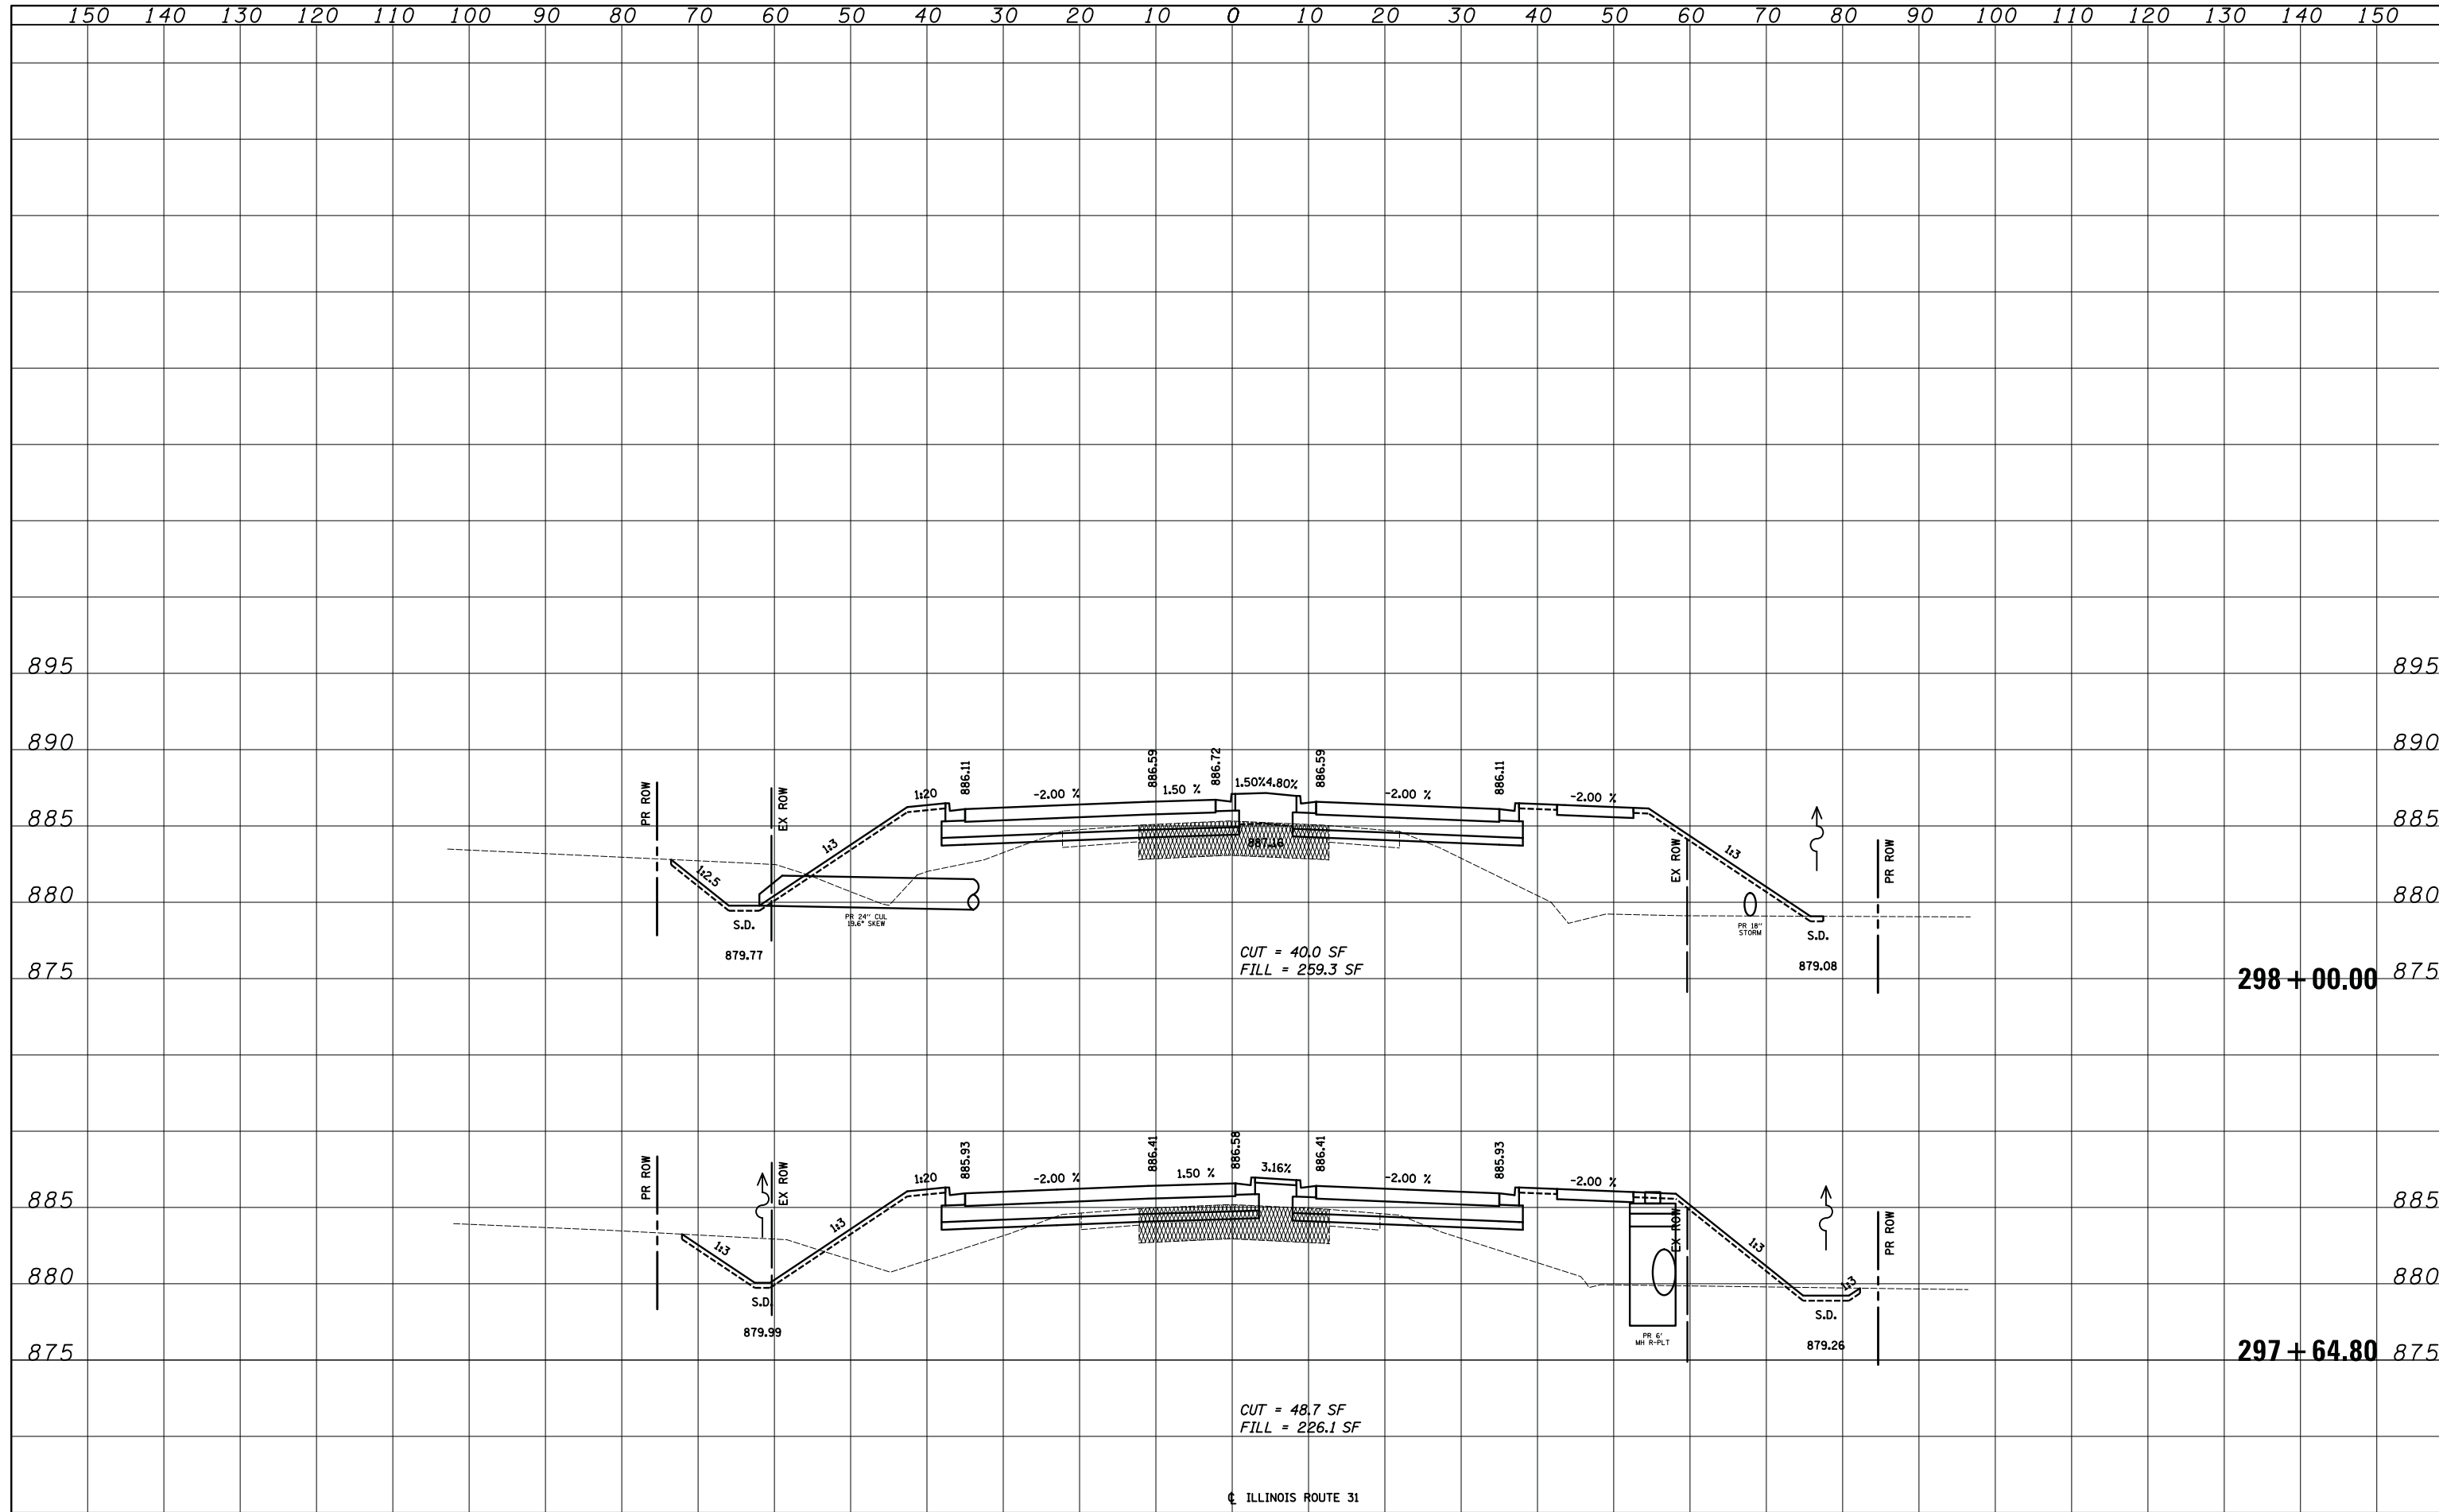 150 140 130 120 110 100 90 80 70 60 50 40 30 20 10 0 10 20 30 40 50 60 70 80 90 100 110 120 130 140 150
895 895
890 890
PR ROW
EX ROW
1:20
886.11
-2.00 %
886.59
1.50 %
886.72
1.50% 4.80%
886.59
-2.00 %
886.11
-2.00 %
885 885
1:3
887.16
EX ROW
1:3
PR ROW
1:2.5
880 880
S.D.
PR 24" CUL
19.6° SKEW
PR 18"
STORM
S.D.
879.77
CUT = 40.0 SF
FILL = 259.3 SF
879.08
875 298+00.00 875
PR ROW
EX ROW
1:20
885.93
-2.00 %
886.41
1.50 %
886.58
3.16%
886.41
-2.00 %
885.93
-2.00 %
885 885
1:3
1:3
EX ROW
1:3
PR ROW
880 1:3 880
S.D.
S.D.
879.99
PR 6'
MH R-PLT
879.26
875 297+64.80 875
CUT = 48.7 SF
FILL = 226.1 SF
℄ ILLINOIS ROUTE 31